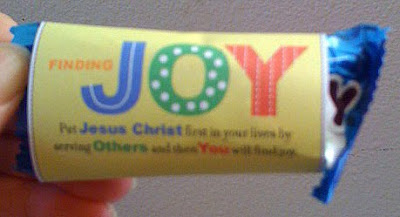 FINDING JOY
Put Jesus Christ first in your lives by
serving Others and then You will find joy.